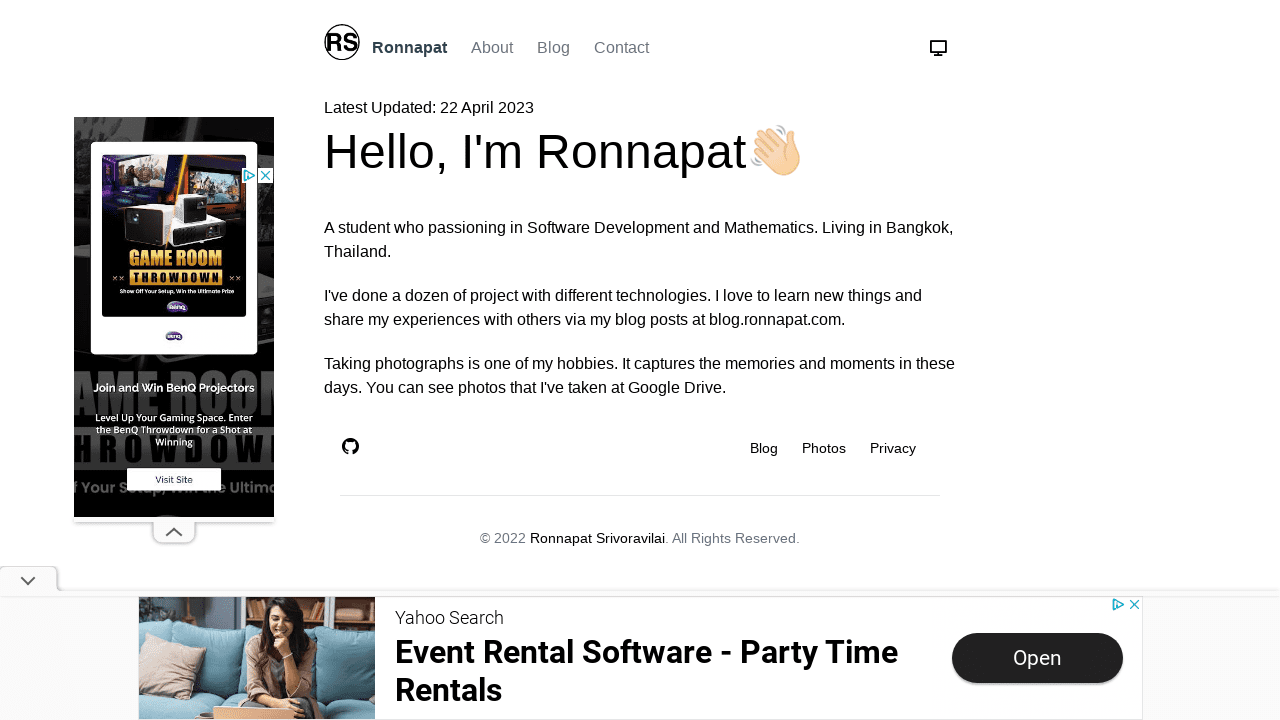 RS Ronnapat About Blog Contact
Latest Updated: 22 April 2023
Hello, I'm Ronnapat👋🏻
A student who passioning in Software Development and Mathematics. Living in Bangkok,
Thailand.
I've done a dozen of project with different technologies. I love to learn new things and
share my experiences with others via my blog posts at blog.ronnapat.com.
Taking photographs is one of my hobbies. It captures the memories and moments in these
days. You can see photos that I've taken at Google Drive.
Blog Photos Privacy
© 2022 Ronnapat Srivoravilai. All Rights Reserved.
GAME ROOM
THROWDOWN
Show Off Your Setup, Win the Ultimate Prize
BenQ
BenQ
Join and Win BenQ Projectors
Level Up Your Gaming Space. Enter
the BenQ Throwdown for a Shot at
Winning
Visit Site
Yahoo Search
Event Rental Software - Party Time
Rentals
Open